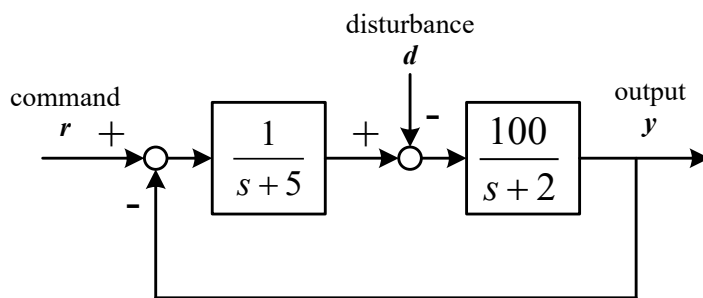 disturbance
d
command
r
+
-
1
s + 5
+
-
100
s + 2
output
y